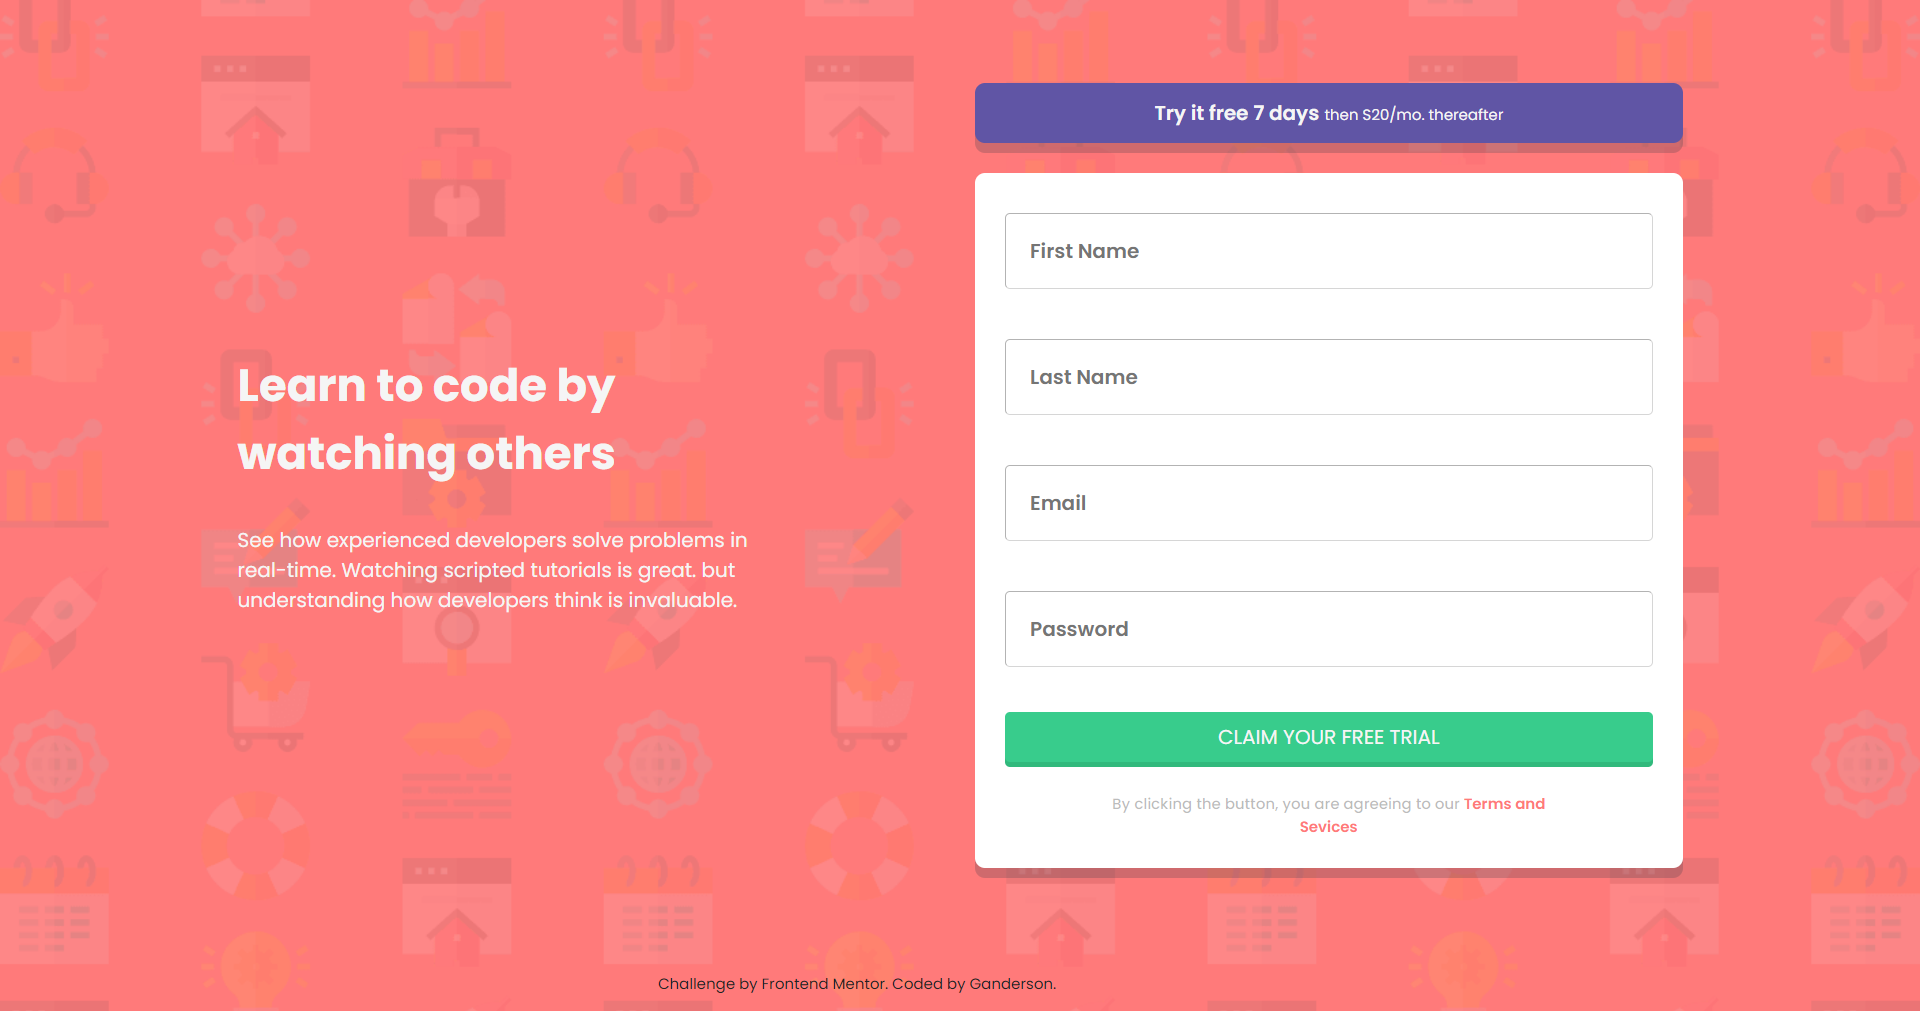 Try it free 7 days then S20/mo. thereafter
First Name
Last Name
Learn to code by
watching others
Email
See how experienced developers solve problems in
real-time. Watching scripted tutorials is great. but
understanding how developers think is invaluable.
Password
CLAIM YOUR FREE TRIAL
By clicking the button, you are agreeing to our Terms and
Sevices
Challenge by Frontend Mentor. Coded by Ganderson.